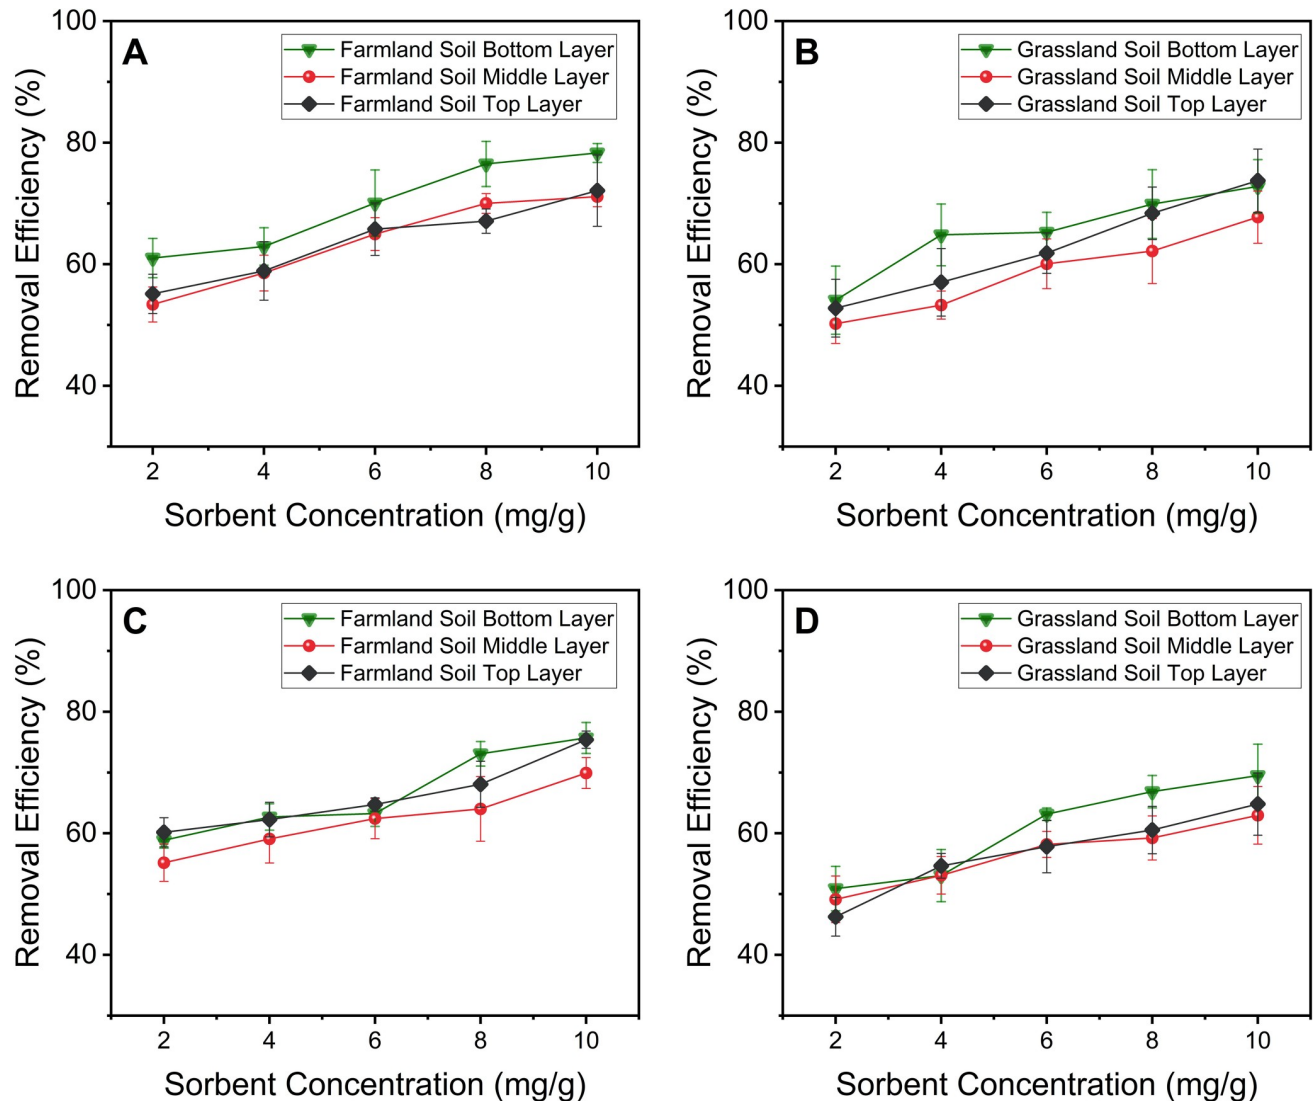 A
Farmland Soil Bottom Layer
Farmland Soil Middle Layer
Farmland Soil Top Layer
Removal Efficiency (%)
100
80
60
40
2 4 6 8 10
Sorbent Concentration (mg/g)
B
Grassland Soil Bottom Layer
Grassland Soil Middle Layer
Grassland Soil Top Layer
Removal Efficiency (%)
100
80
60
40
2 4 6 8 10
Sorbent Concentration (mg/g)
C
Farmland Soil Bottom Layer
Farmland Soil Middle Layer
Farmland Soil Top Layer
Removal Efficiency (%)
100
80
60
40
2 4 6 8 10
Sorbent Concentration (mg/g)
D
Grassland Soil Bottom Layer
Grassland Soil Middle Layer
Grassland Soil Top Layer
Removal Efficiency (%)
100
80
60
40
2 4 6 8 10
Sorbent Concentration (mg/g)